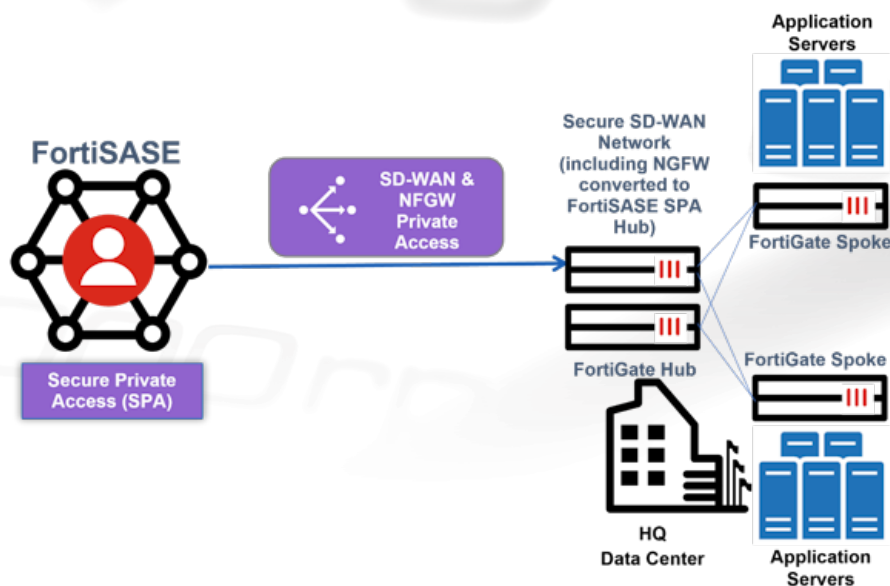 Application
Servers
FortiSASE
SD-WAN &
NFGW
Private
Access
Secure SD-WAN
Network
(including NGFW
converted to
FortiSASE SPA
Hub)
FortiGate Spoke
FortiGate Hub
FortiGate Spoke
Secure Private
Access (SPA)
HQ
Data Center
Application
Servers